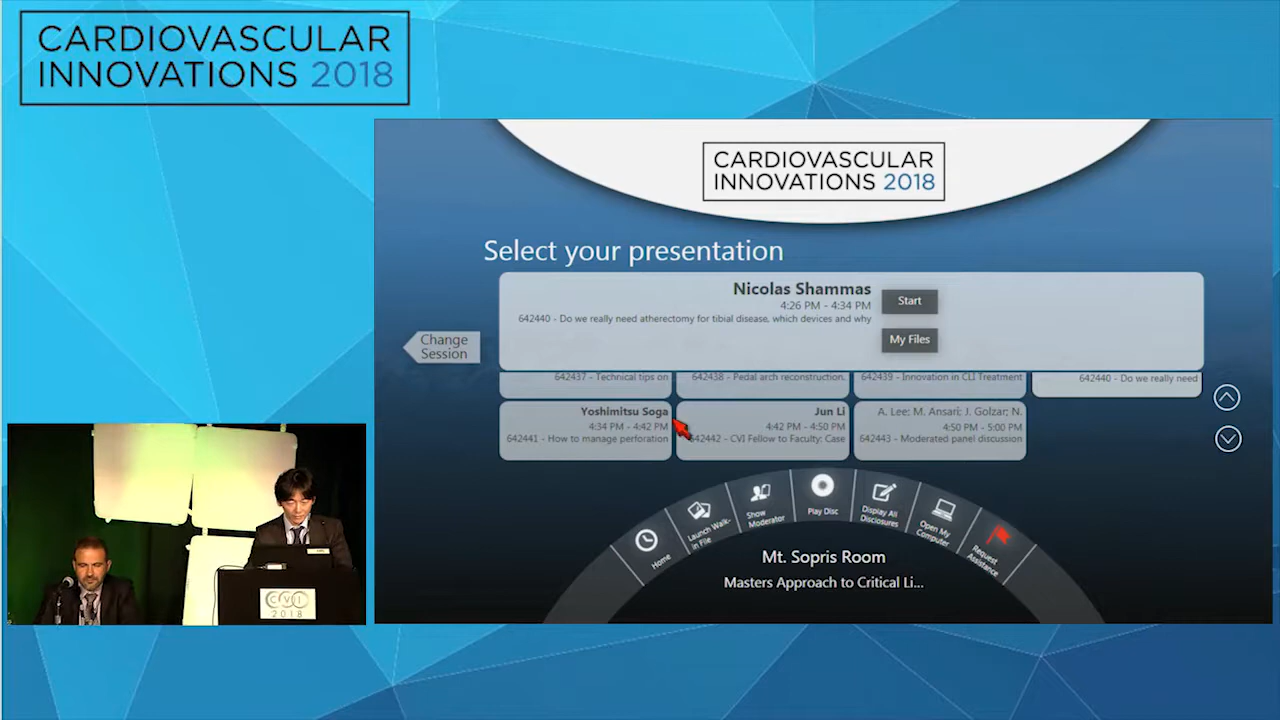 CARDIOVASCULAR
INNOVATIONS 2018
CARDIOVASCULAR
INNOVATIONS 2018
Select your presentation
Nicolas Shammas
4:26 PM - 4:34 PM
642440 - Do we really need atherectomy for tibial disease, which devices and why
Start
My Files
Change
Session
642437 - Technical tips on
642438 - Pedal arch reconstruction.
642439 - Innovation in CLI Treatment
642440 - Do we really need
Yoshimitsu Soga
4:34 PM - 4:42 PM
642441 - How to manage perforation
Jun Li
4:42 PM - 4:50 PM
642442 - CVI Fellow to Faculty: Case
A. Lee; M. Ansari; J. Golzar; N.
4:50 PM - 5:00 PM
642443 - Moderated panel discussion
Home
Launch Walk-
in File
Show
Moderator
Play Disc
Display All
Disclosures
Open My
Computer
Request
Assistance
Mt. Sopris Room
Masters Approach to Critical Li...
CVI
2018